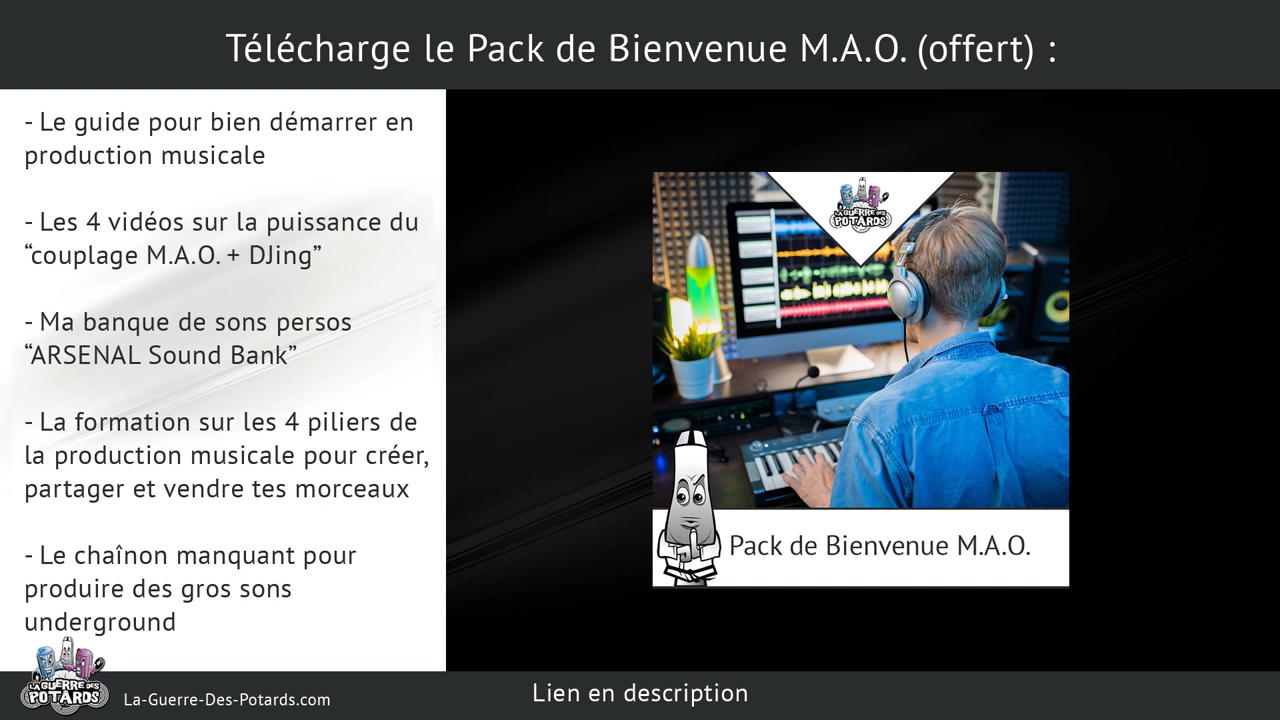 Télécharge le Pack de Bienvenue M.A.O. (offert) :
- Le guide pour bien démarrer en
production musicale
- Les 4 vidéos sur la puissance du
“couplage M.A.O. + DJing”
- Ma banque de sons persos
“ARSENAL Sound Bank”
- La formation sur les 4 piliers de
la production musicale pour créer,
partager et vendre tes morceaux
- Le chaînon manquant pour
produire des gros sons
underground
LA GUERRE DES
POTARDS
Pack de Bienvenue M.A.O.
LA GUERRE DES
POTARDS
La-Guerre-Des-Potards.com
Lien en description